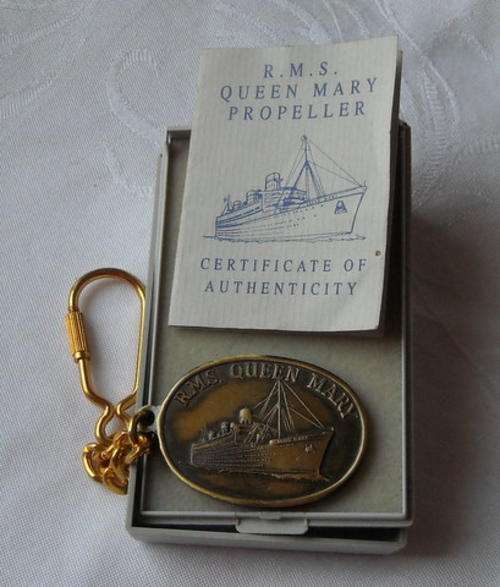 R.M.S.
QUEEN MARY
PROPELLER
CERTIFICATE OF
AUTHENTICITY
R.M.S. QUEEN MARY